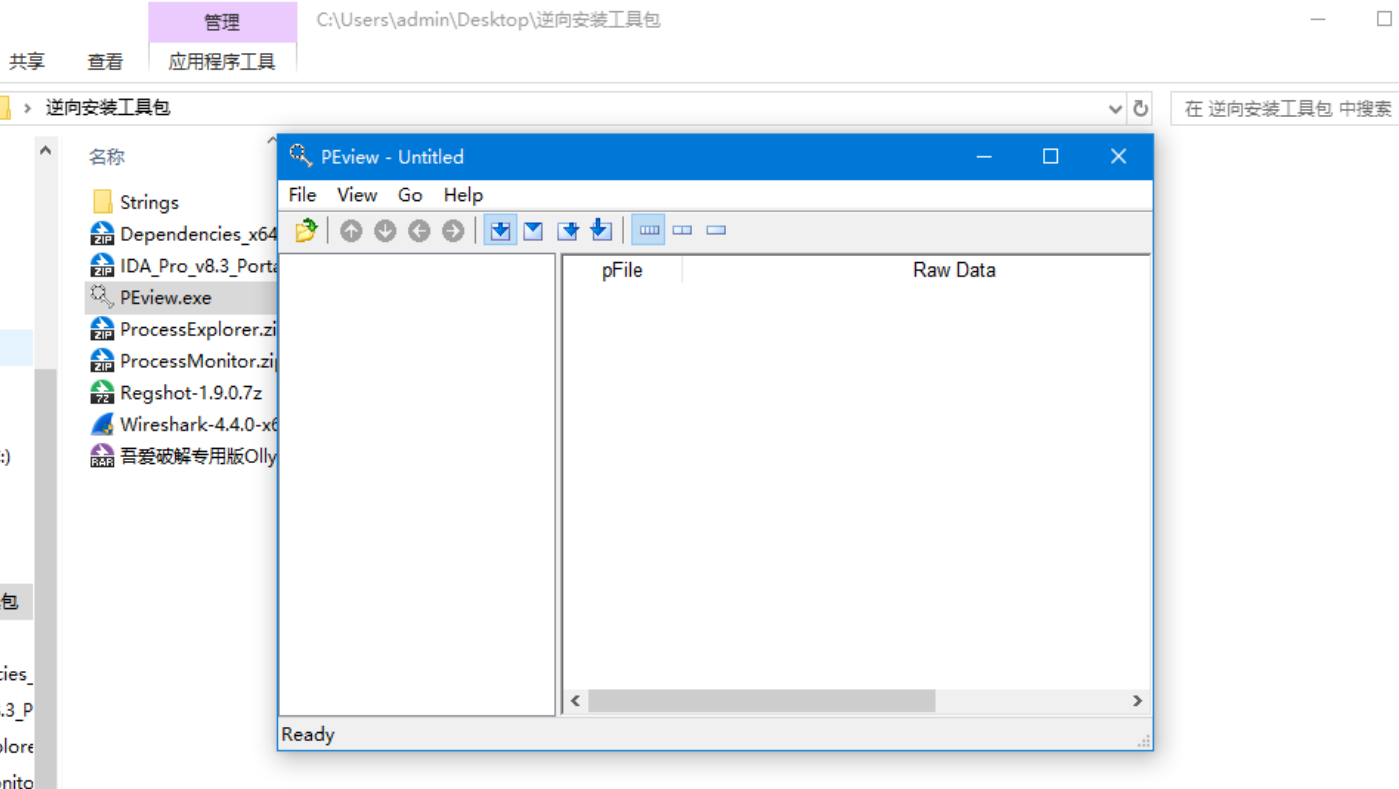 管理
C:\Users\admin\Desktop\逆向安装工具包
共享
查看
应用程序工具
逆向安装工具包
在 逆向安装工具包 中搜索
名称
PEview - Untitled
File View Go Help
Strings
Dependencies_x64
IDA_Pro_v8.3_Porta
PEview.exe
ProcessExplorer.zi
ProcessMonitor.zip
Regshot-1.9.0.7z
Wireshark-4.4.0-x6
吾爱破解专用版Olly
pFile
Raw Data
:)
包
cies_
.3_P
plore
onito
Ready